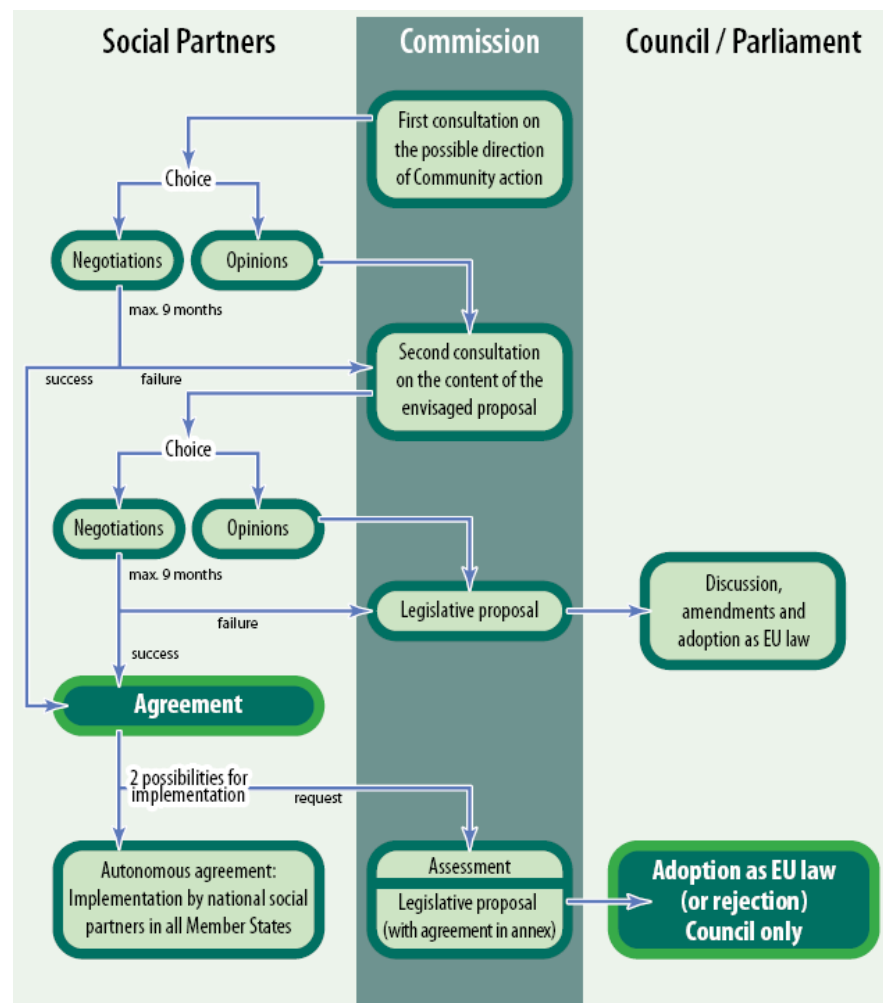 Social Partners
Commission
Council / Parliament
First consultation on
the possible direction
of Community action
Choice
Negotiations
Opinions
max. 9 months
success
failure
Second consultation
on the content of the
envisaged proposal
Choice
Negotiations
Opinions
max. 9 months
failure
success
Legislative proposal
Discussion,
amendments and
adoption as EU law
Agreement
2 possibilities for
implementation
request
Autonomous agreement:
Implementation by national social
partners in all Member States
Assessment
Legislative proposal
(with agreement in annex)
Adoption as EU law
(or rejection)
Council only